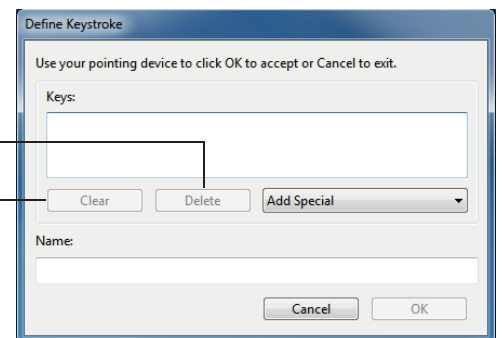 Define Keystroke
Use your pointing device to click OK to accept or Cancel to exit.
Keys:
Clear Delete Add Special
Name:
Cancel OK